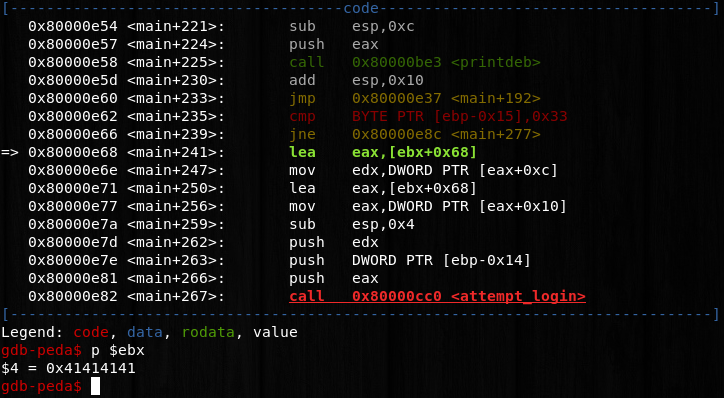 [-------------------------------------code-------------------------------------]
   0x80000e54 <main+221>:	sub    esp,0xc
   0x80000e57 <main+224>:	push   eax
   0x80000e58 <main+225>:	call   0x80000be3 <printdeb>
   0x80000e5d <main+230>:	add    esp,0x10
   0x80000e60 <main+233>:	jmp    0x80000e37 <main+192>
   0x80000e62 <main+235>:	cmp    BYTE PTR [ebp-0x15],0x33
   0x80000e66 <main+239>:	jne    0x80000e8c <main+277>
=> 0x80000e68 <main+241>:	lea    eax,[ebx+0x68]
   0x80000e6e <main+247>:	mov    edx,DWORD PTR [eax+0xc]
   0x80000e71 <main+250>:	lea    eax,[ebx+0x68]
   0x80000e77 <main+256>:	mov    eax,DWORD PTR [eax+0x10]
   0x80000e7a <main+259>:	sub    esp,0x4
   0x80000e7d <main+262>:	push   edx
   0x80000e7e <main+263>:	push   DWORD PTR [ebp-0x14]
   0x80000e81 <main+266>:	push   eax
   0x80000e82 <main+267>:	call   0x80000cc0 <attempt_login>
[------------------------------------------------------------------------------]
Legend: code, data, rodata, value
gdb-peda$ p $ebx
$4 = 0x41414141
gdb-peda$